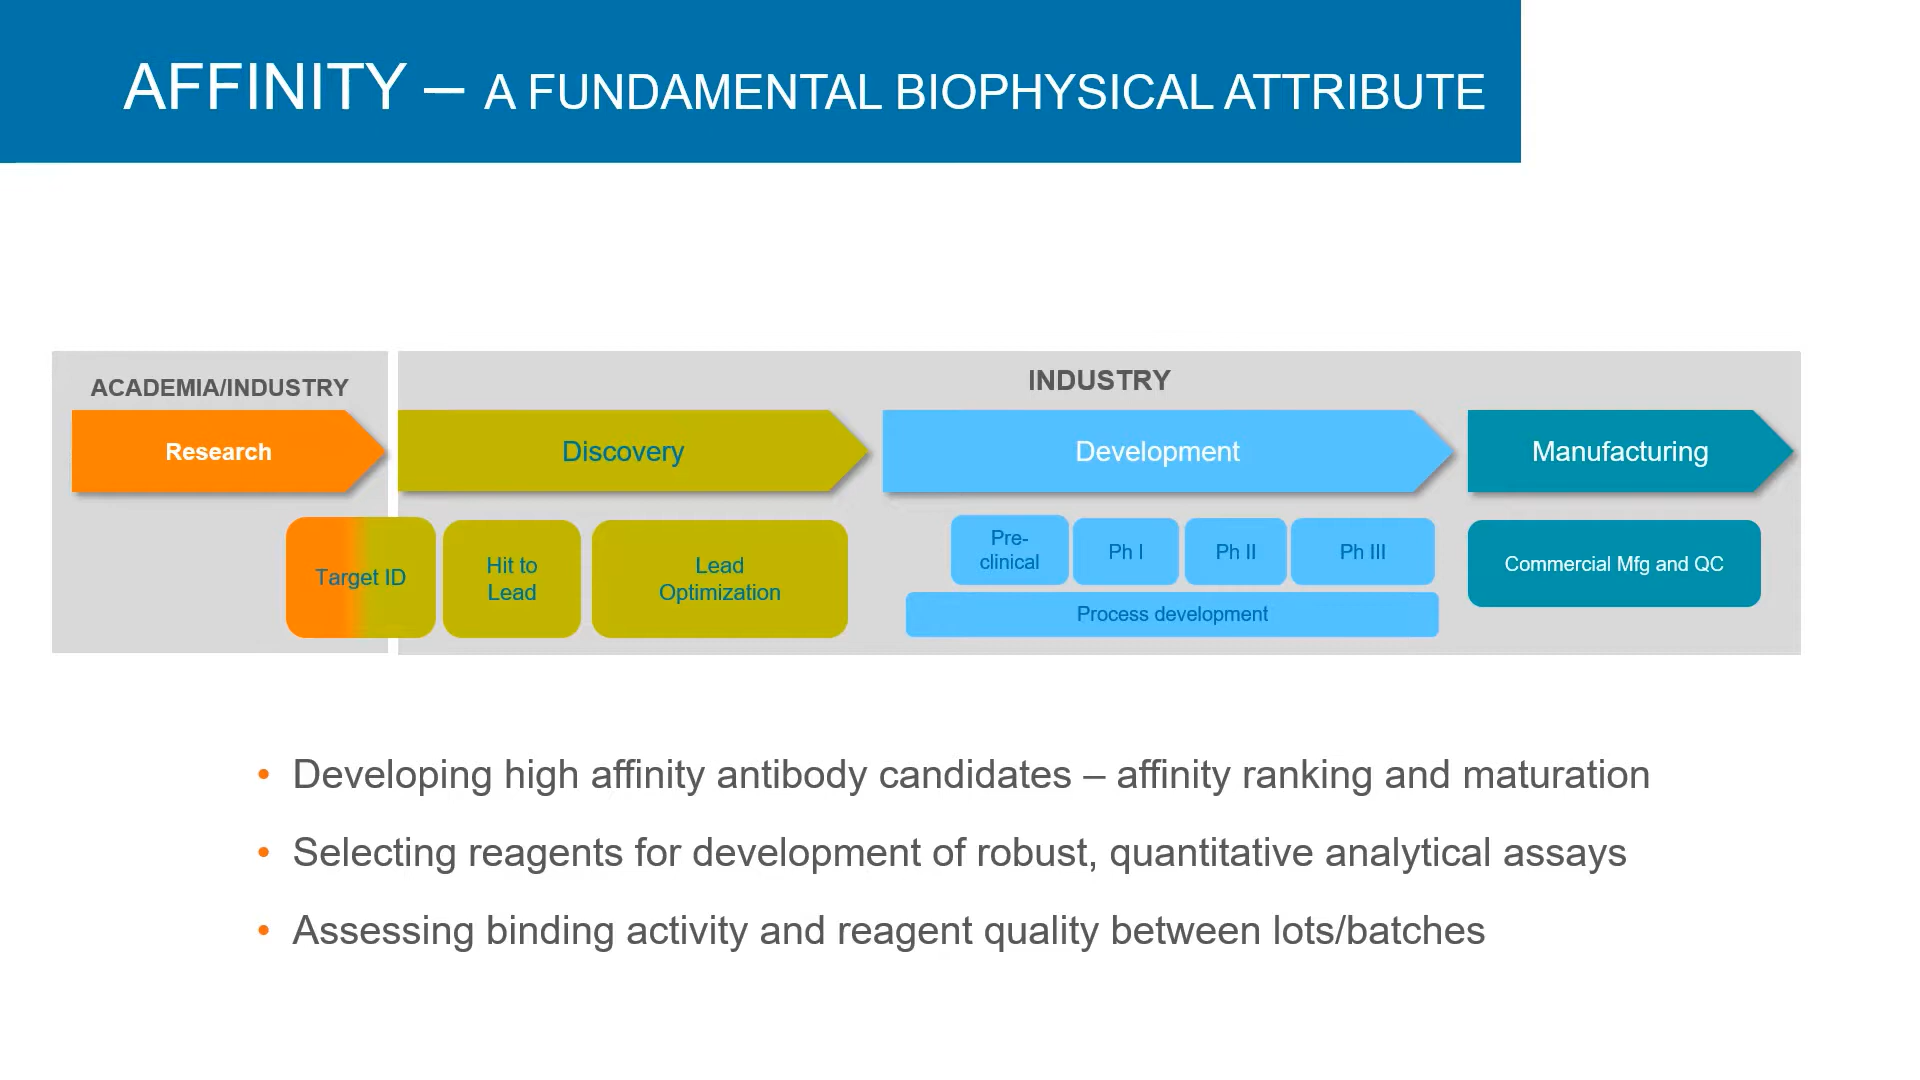 AFFINITY – A FUNDAMENTAL BIOPHYSICAL ATTRIBUTE
ACADEMIA/INDUSTRY
INDUSTRY
Research
Discovery
Development
Manufacturing
Target ID
Hit to
Lead
Lead
Optimization
Pre-
clinical
Ph I
Ph II
Ph III
Process development
Commercial Mfg and QC
• Developing high affinity antibody candidates – affinity ranking and maturation
• Selecting reagents for development of robust, quantitative analytical assays
• Assessing binding activity and reagent quality between lots/batches